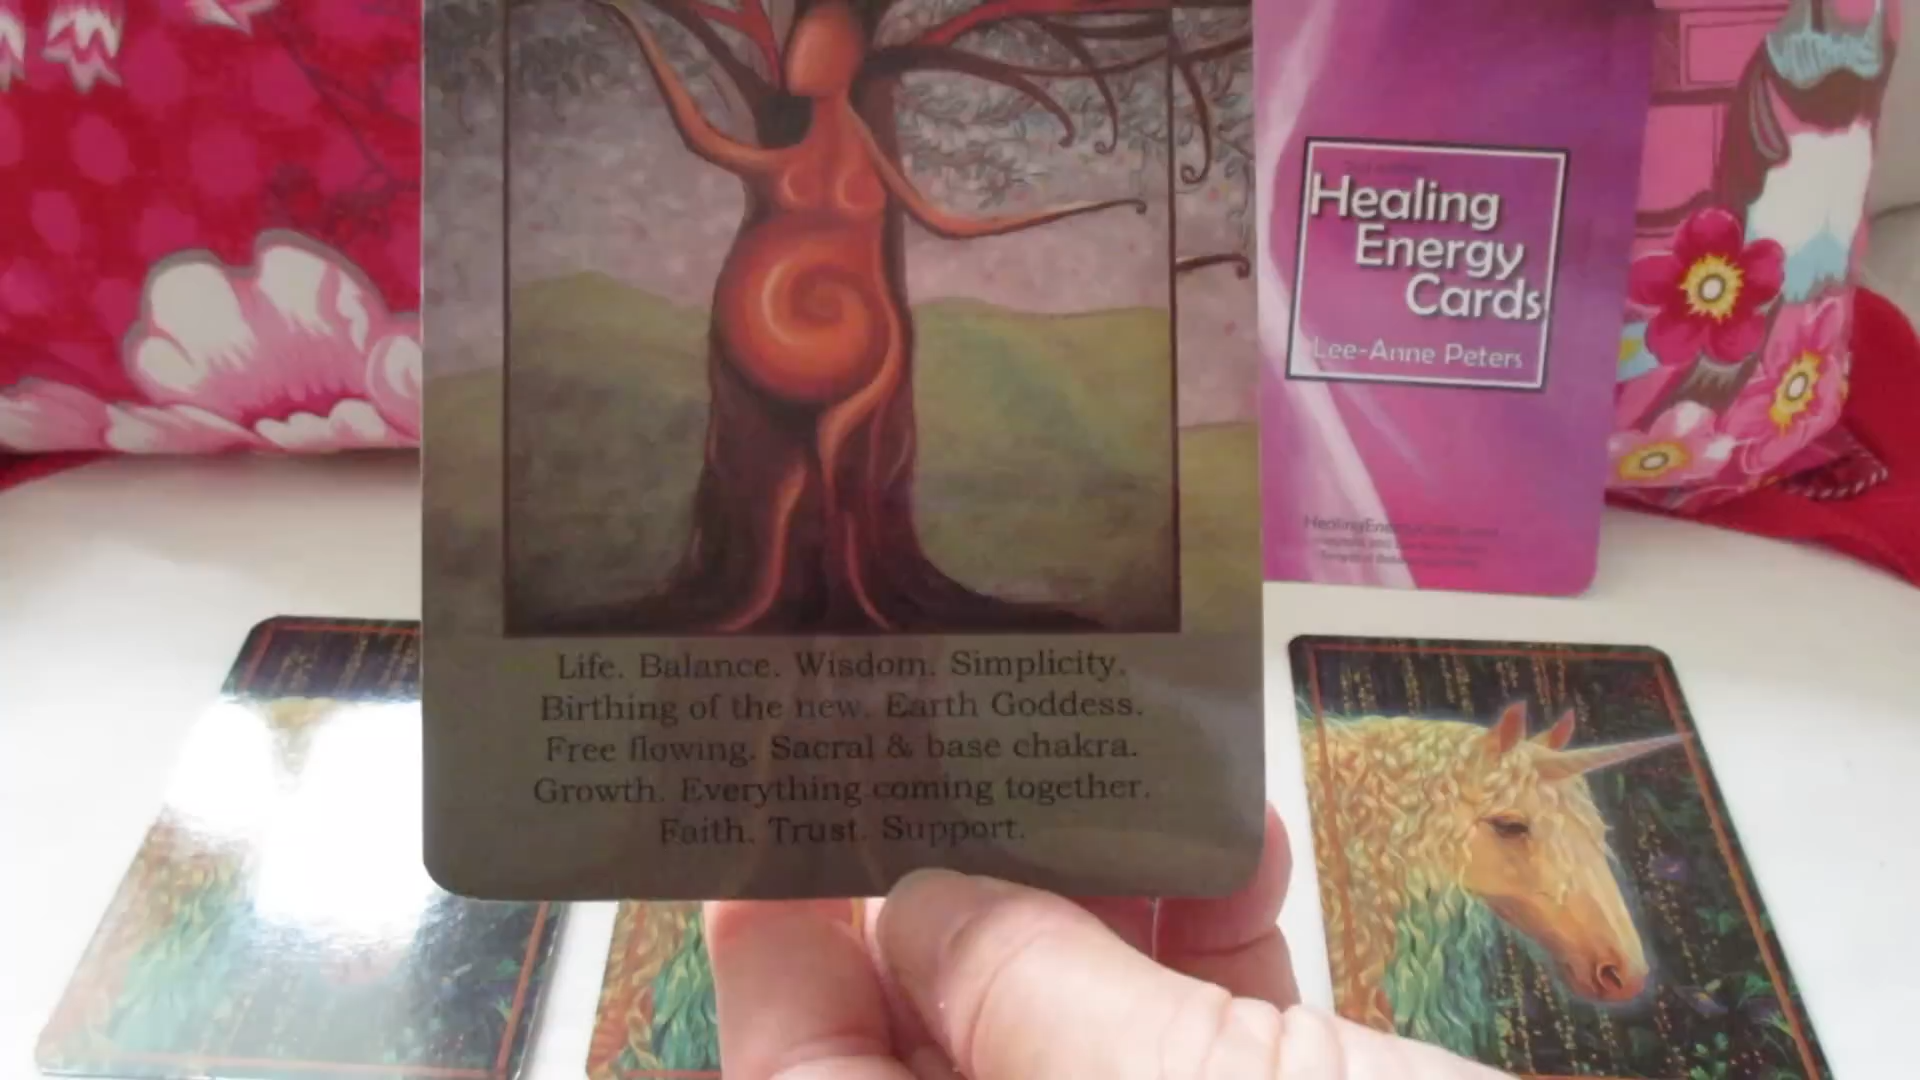 Life. Balance. Wisdom. Simplicity.
Birthing of the new. Earth Goddess.
Free flowing. Sacral & base chakra.
Growth. Everything coming together.
Faith. Trust. Support.
Healing
Energy
Cards
Lee-Anne Peters